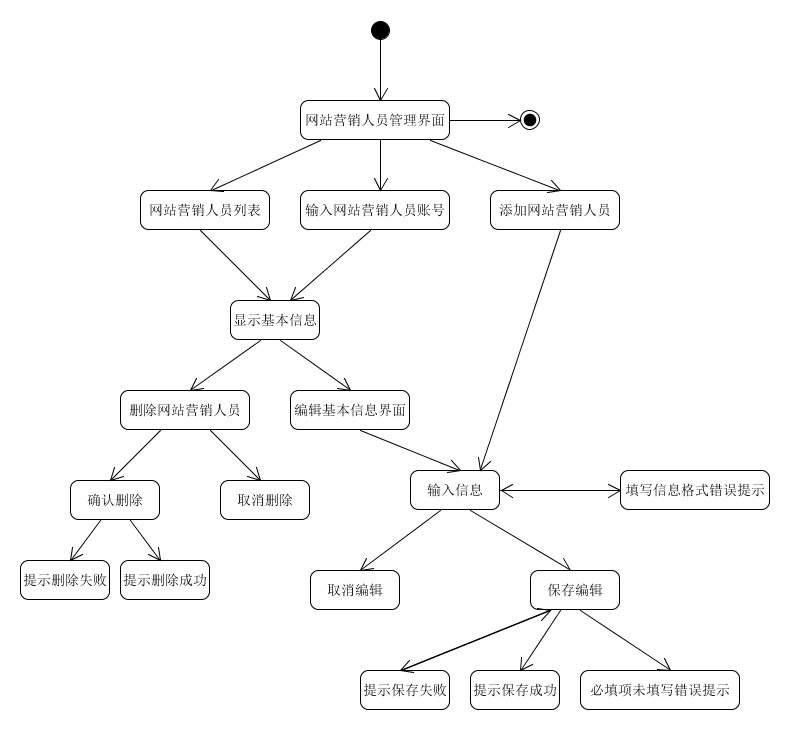 网站营销人员管理界面
网站营销人员列表
输入网站营销人员账号
添加网站营销人员
显示基本信息
删除网站营销人员
编辑基本信息界面
确认删除
取消删除
输入信息
填写信息格式错误提示
提示删除失败
提示删除成功
取消编辑
保存编辑
提示保存失败
提示保存成功
必填项未填写错误提示